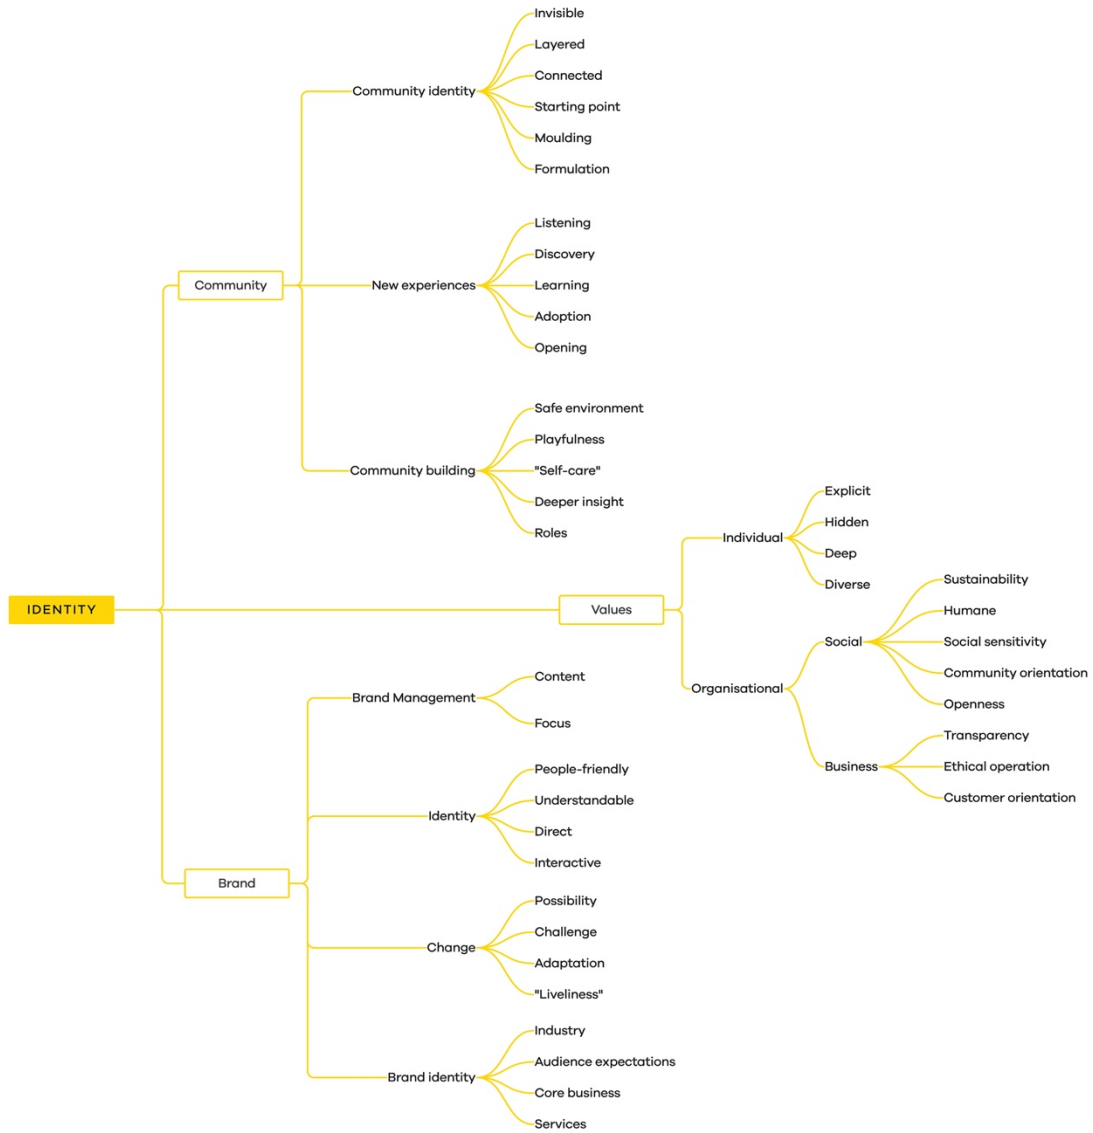 IDENTITY
Community
Community identity
Invisible
Layered
Connected
Starting point
Moulding
Formulation
New experiences
Listening
Discovery
Learning
Adoption
Opening
Community building
Safe environment
Playfulness
"Self-care"
Deeper insight
Roles
Values
Individual
Explicit
Hidden
Deep
Diverse
Organisational
Social
Sustainability
Humane
Social sensitivity
Community orientation
Openness
Business
Transparency
Ethical operation
Customer orientation
Brand
Brand Management
Content
Focus
Identity
People-friendly
Understandable
Direct
Interactive
Change
Possibility
Challenge
Adaptation
"Liveliness"
Brand identity
Industry
Audience expectations
Core business
Services